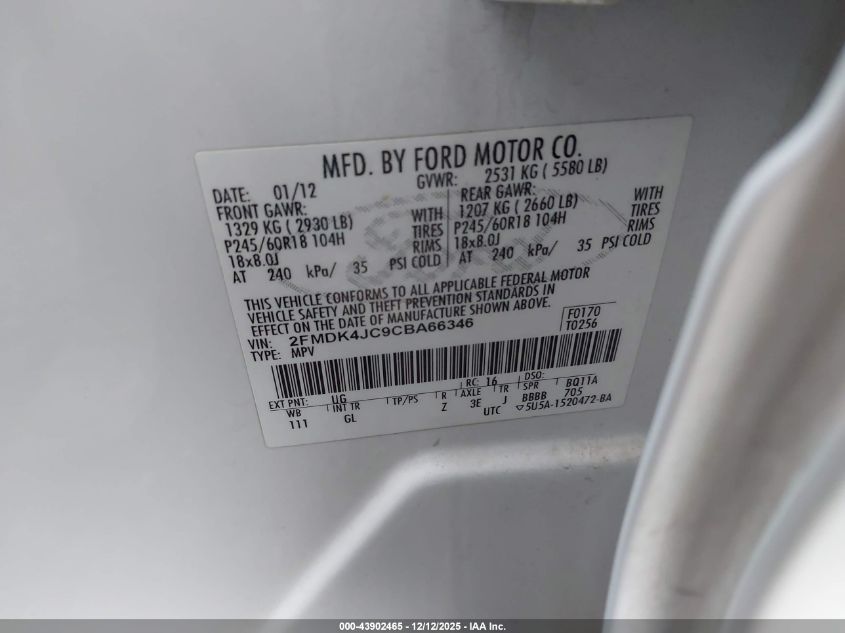 MFD. BY FORD MOTOR CO.
DATE: 01/12 GVWR: 2531 KG ( 5580 LB)
FRONT GAWR: REAR GAWR:
1329 KG ( 2930 LB) WITH 1207 KG ( 2660 LB) WITH
P245/60R18 104H TIRES P245/60R18 104H TIRES
18x8.0J RIMS 18x8.0J RIMS
AT 240 kPa/ 35 PSI COLD AT 240 kPa/ 35 PSI COLD
THIS VEHICLE CONFORMS TO ALL APPLICABLE FEDERAL MOTOR
VEHICLE SAFETY AND THEFT PREVENTION STANDARDS IN
EFFECT ON THE DATE OF MANUFACTURE SHOWN ABOVE.
VIN: 2FMDK4JC9CBA66346 F0170
TYPE: MPV T0256
EXT PNT: UG RC: 16 DSO: BQ11A
WB INT TR TP/PS R AXLE TR SPR 705
111 GL Z 3E J BBBB
UTC ▽5U5A-1520472-BA
000-43902465 - 12/12/2025 - IAA Inc.